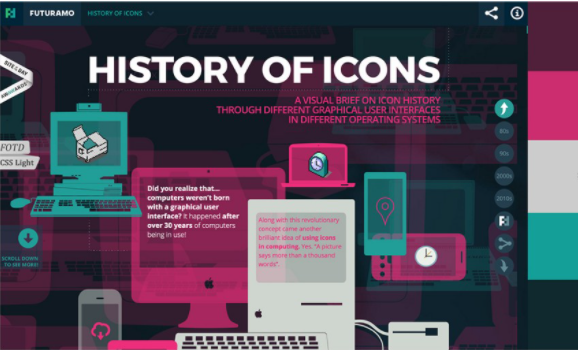 FUTURAMO
HISTORY OF ICONS
HISTORY OF ICONS
A VISUAL BRIEF ON ICON HISTORY
THROUGH DIFFERENT GRAPHICAL USER INTERFACES
IN DIFFERENT OPERATING SYSTEMS
SITE OF THE DAY
FOTD
CSS Light
80s
90s
2000s
2010s
Did you realize that...
computers weren't born
with a graphical user
interface? It happened after
over 30 years of computers
being in use!
Along with this revolutionary
concept came another
brilliant idea of using icons
in computing. Yes, "A picture
says more than a thousand
words".
SCROLL DOWN
TO SEE MORE!